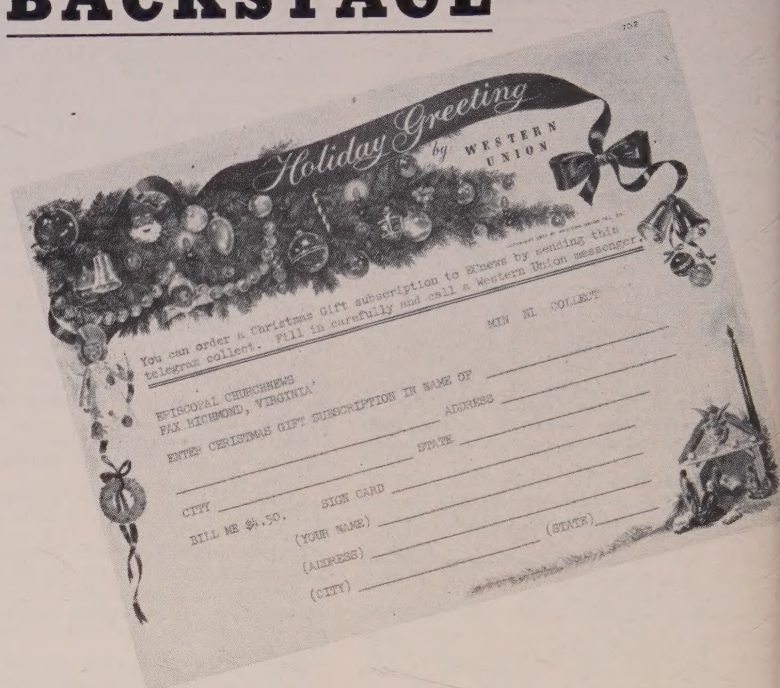 BACKSTAGE
702
Holiday Greeting
by WESTERN
UNION
You can order a Christmas Gift subscription to ECnews by sending this
telegram collect. Fill in carefully and call a Western Union messenger.
MIN NL COLLECT
EPISCOPAL CHURCHNEWS
FAX RICHMOND, VIRGINIA
ENTER CHRISTMAS GIFT SUBSCRIPTION IN NAME OF
ADDRESS
CITY STATE
BILL ME $4.50. SIGN CARD
(YOUR NAME)
(ADDRESS)
(CITY) (STATE)